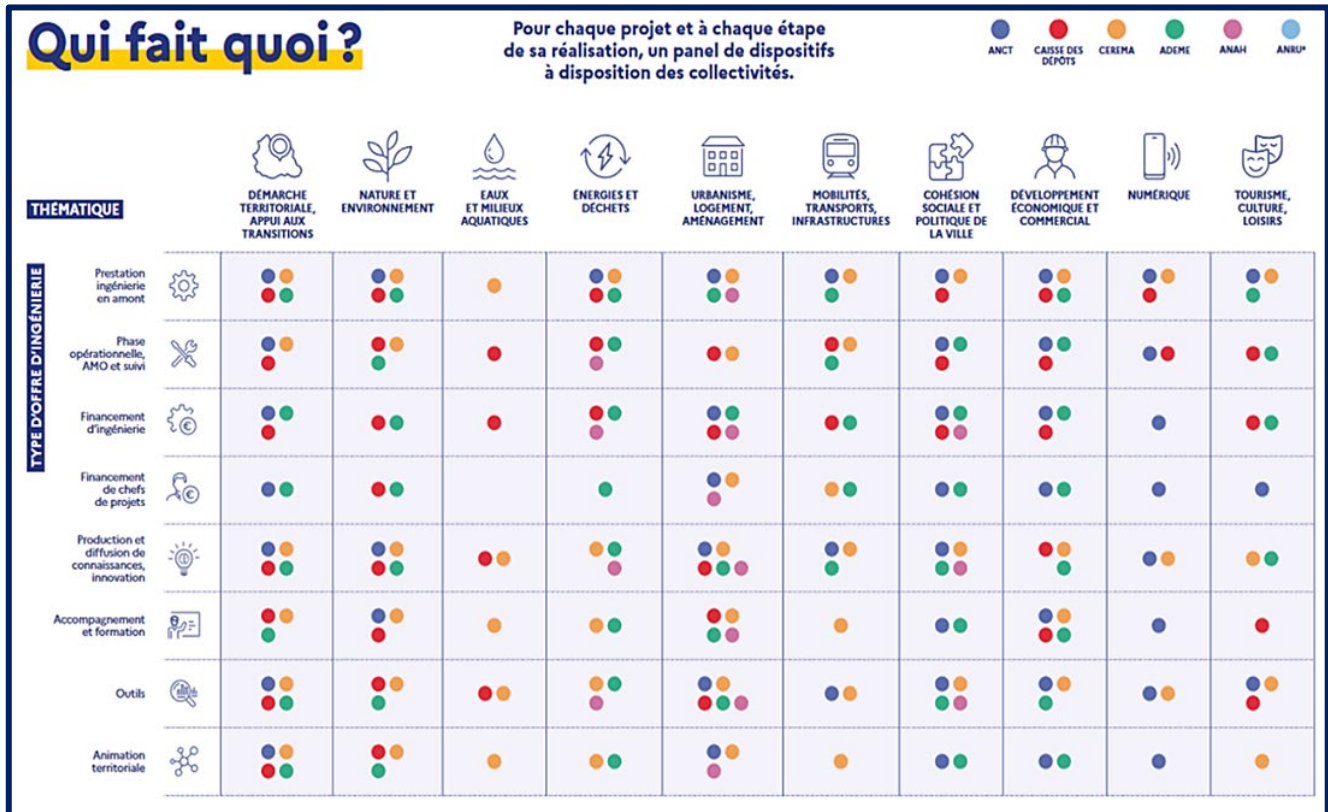 Qui fait quoi ?
Pour chaque projet et à chaque étape
de sa réalisation, un panel de dispositifs
à disposition des collectivités.
ANCT
CAISSE DES
DÉPÔTS
CEREMA
ADEME
ANAH
ANRU*
THÉMATIQUE
DÉMARCHE
TERRITORIALE,
APPUI AUX
TRANSITIONS
NATURE ET
ENVIRONNEMENT
EAUX
ET MILIEUX
AQUATIQUES
ÉNERGIES ET
DÉCHETS
URBANISME,
LOGEMENT,
AMÉNAGEMENT
MOBILITÉS,
TRANSPORTS,
INFRASTRUCTURES
COHÉSION
SOCIALE ET
POLITIQUE DE
LA VILLE
DÉVELOPPEMENT
ÉCONOMIQUE ET
COMMERCIAL
NUMÉRIQUE
TOURISME,
CULTURE,
LOISIRS
TYPE D'OFFRE D'INGÉNIERIE
Prestation
ingénierie
en amont
Phase
opérationnelle,
AMO et suivi
Financement
d'ingénierie
€
Financement
de chefs
de projets
€
Production et
diffusion de
connaissances,
innovation
Accompagnement
et formation
Outils
Animation
territoriale